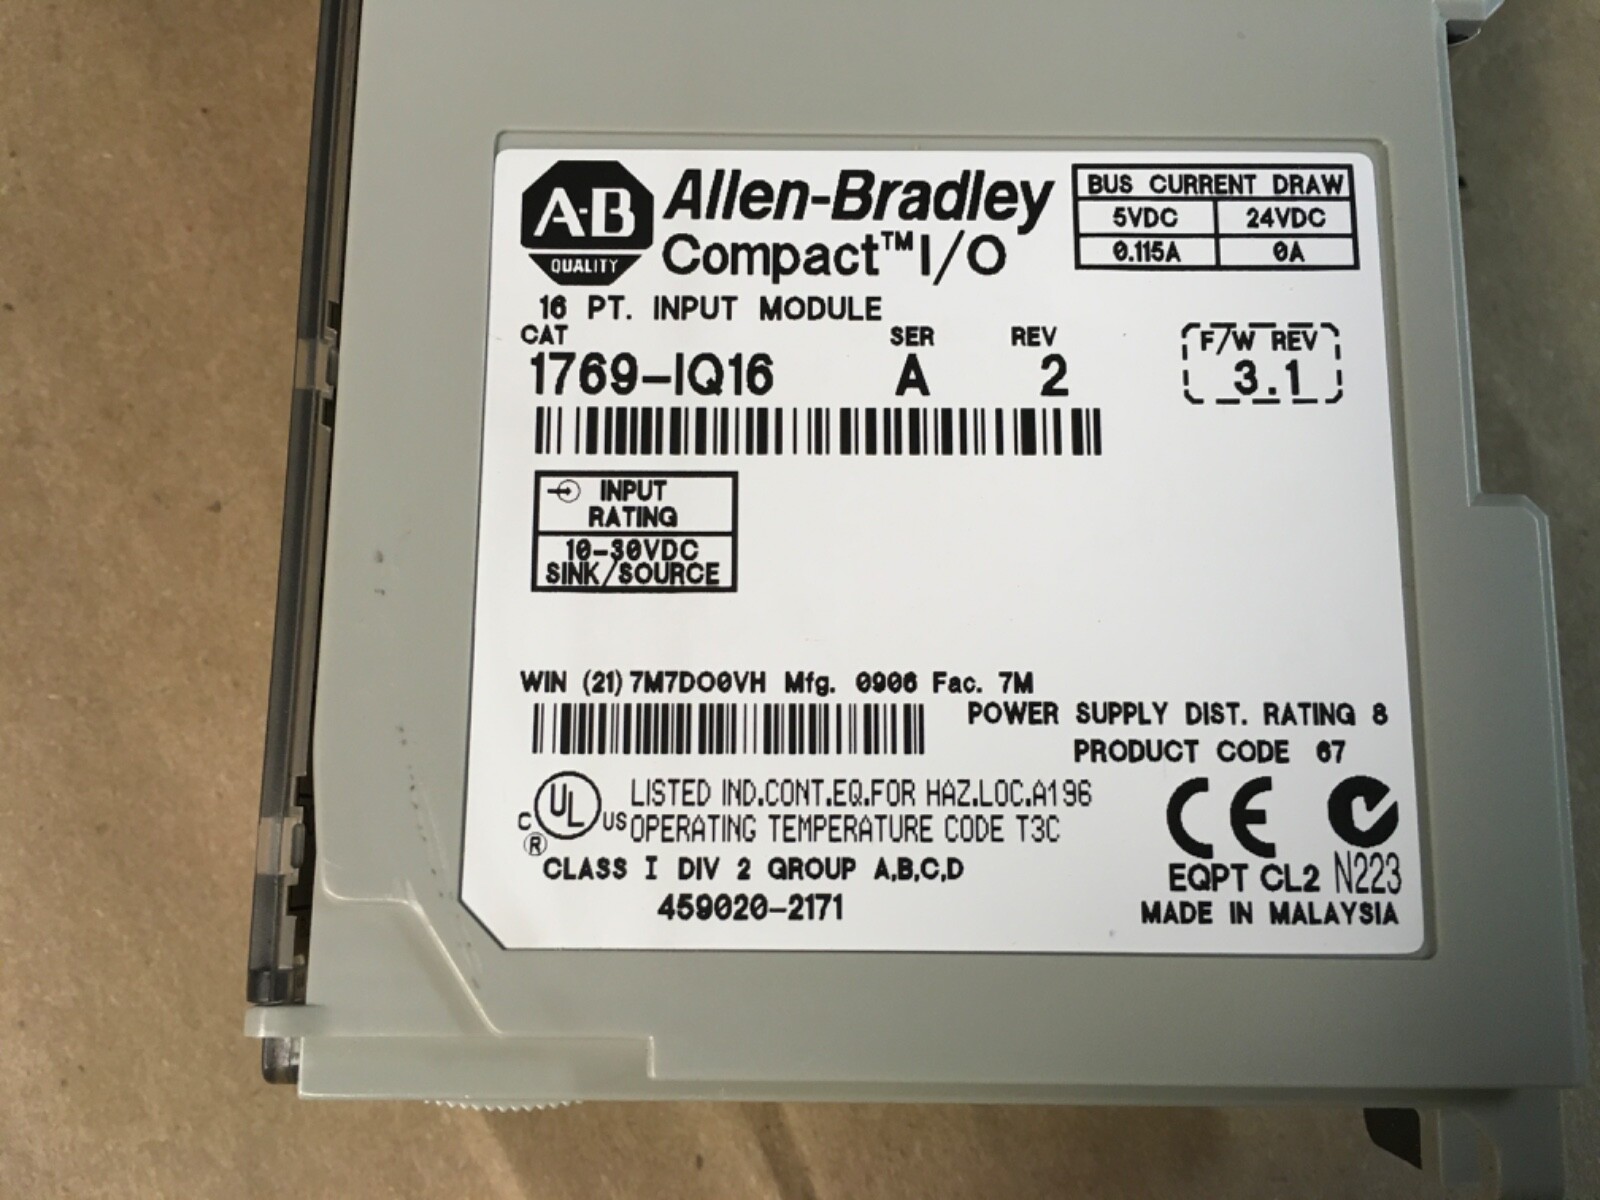 A-B
QUALITY
Allen-Bradley
Compact™I/O
BUS CURRENT DRAW
5VDC 24VDC
0.115A 0A
16 PT. INPUT MODULE
CAT SER REV
1769-IQ16 A 2
F/W REV
3.1
INPUT
RATING
10-30VDC
SINK/SOURCE
WIN (21) 7M7DO0VH Mfg. 0906 Fac. 7M
POWER SUPPLY DIST. RATING 8
PRODUCT CODE 67
C UL US ®
LISTED IND.CONT.EQ.FOR HAZ.LOC.A196
OPERATING TEMPERATURE CODE T3C
CLASS I DIV 2 GROUP A,B,C,D
459020-2171
CE
EQPT CL2 N223
MADE IN MALAYSIA